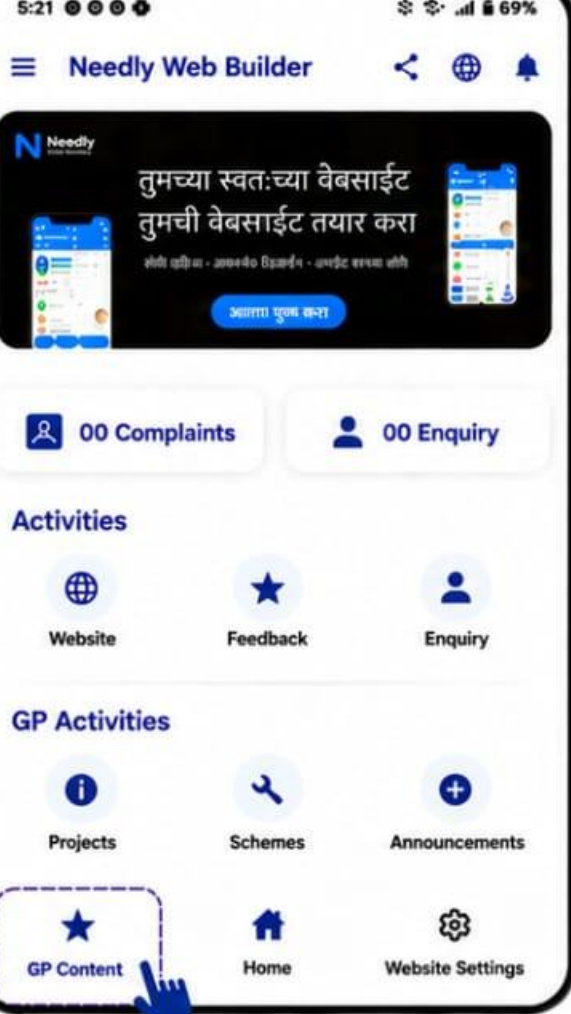 5:21
69%
Needly Web Builder
Needly
तुमच्या स्वत:च्या वेबसाईट
तुमची वेबसाईट तयार करा
00 Complaints
00 Enquiry
Activities
Website
Feedback
Enquiry
GP Activities
Projects
Schemes
Announcements
GP Content
Home
Website Settings